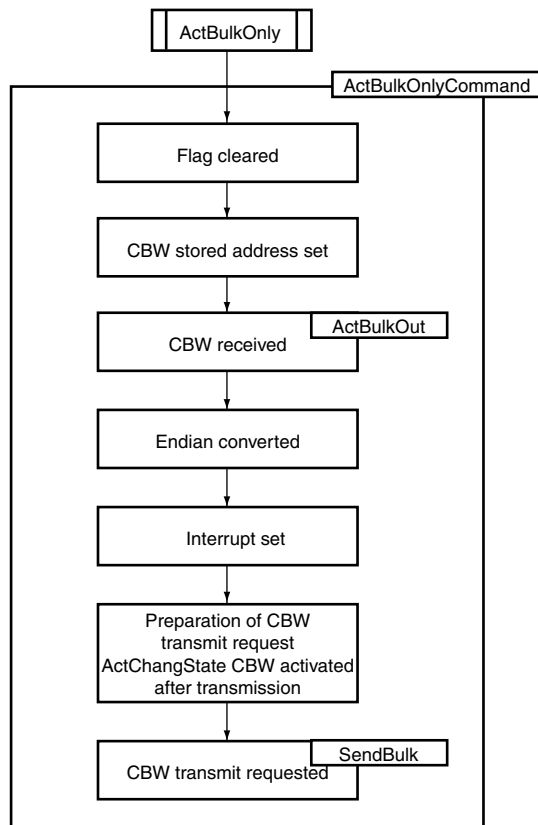 ActBulkOnly
ActBulkOnlyCommand
Flag cleared
CBW stored address set
ActBulkOut
CBW received
Endian converted
Interrupt set
Preparation of CBW
transmit request
ActChangState CBW activated
after transmission
SendBulk
CBW transmit requested